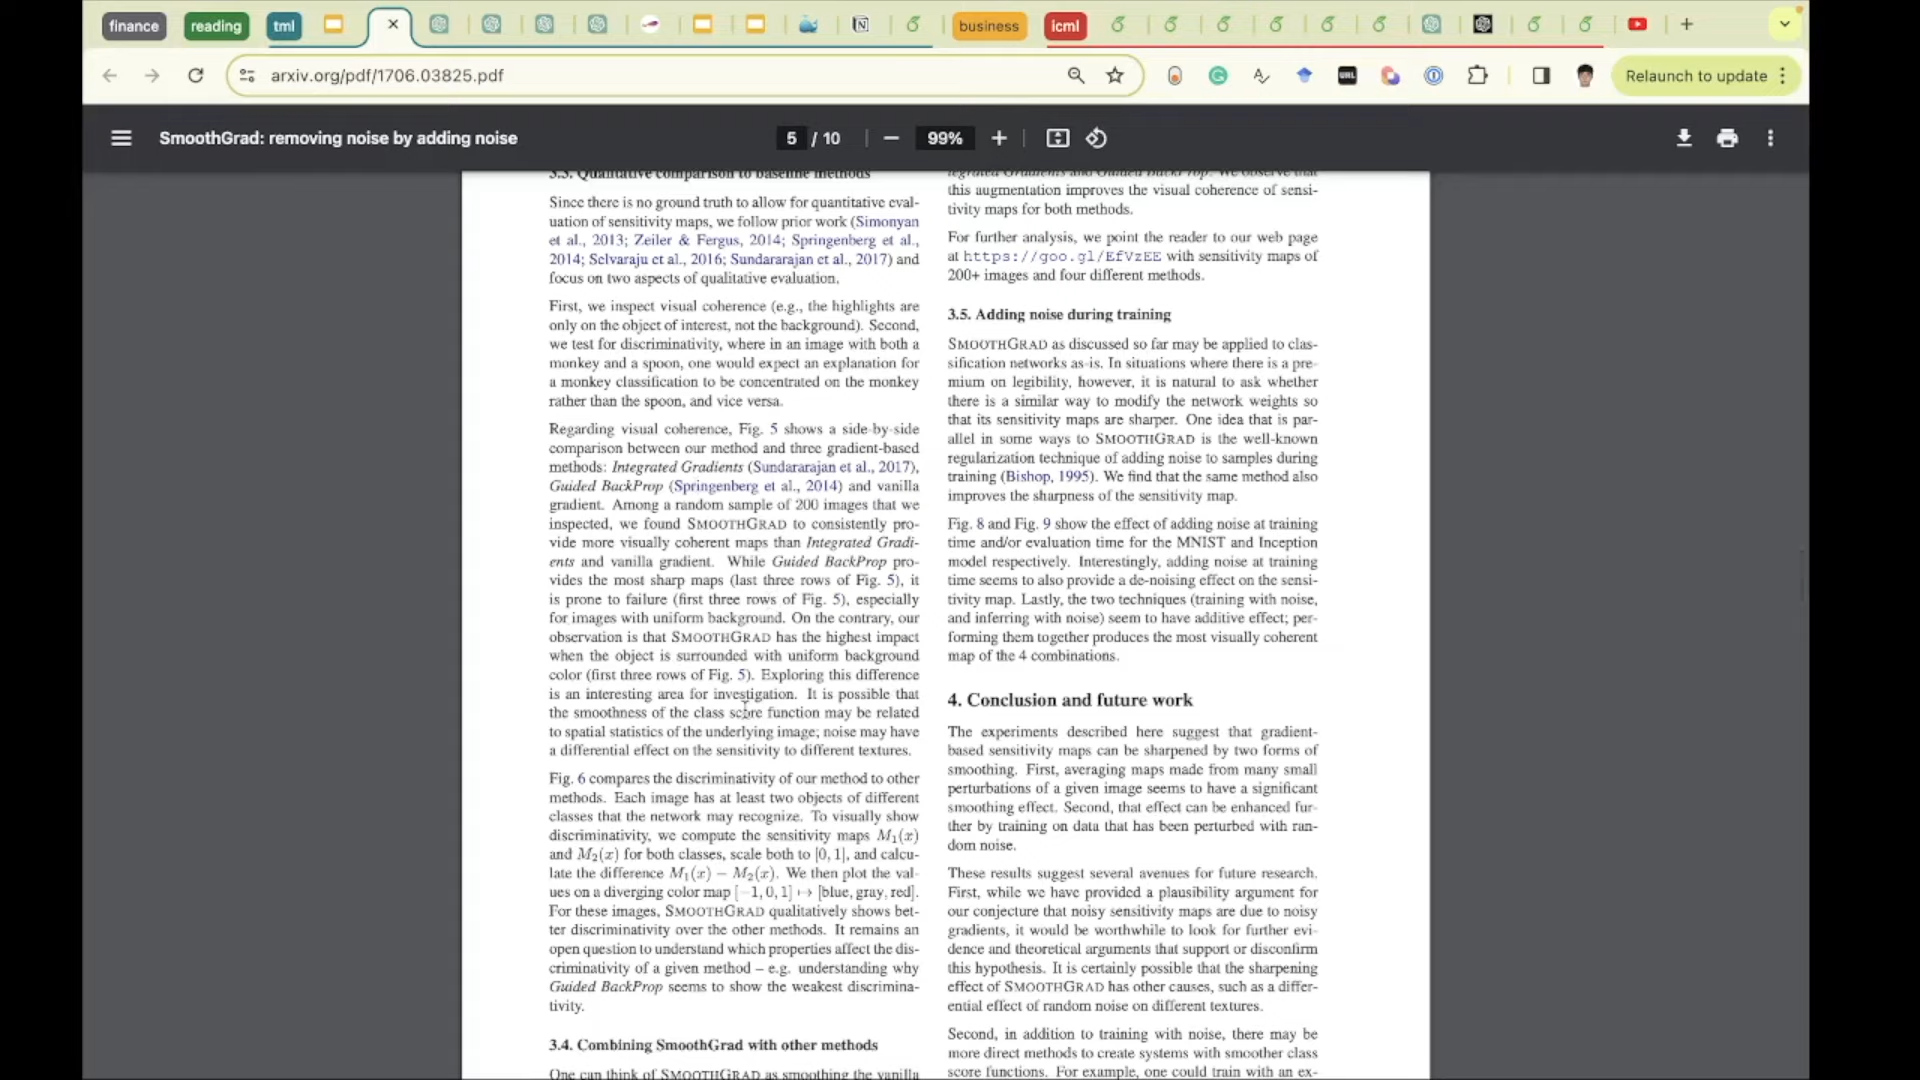 finance
reading
tml
business
icml
arxiv.org/pdf/1706.03825.pdf
Relaunch to update
SmoothGrad: removing noise by adding noise
5 / 10
99%
3.3. Qualitative comparison to baseline methods
Since there is no ground truth to allow for quantitative eval-
uation of sensitivity maps, we follow prior work (Simonyan
et al., 2013; Zeiler & Fergus, 2014; Springenberg et al.,
2014; Selvaraju et al., 2016; Sundararajan et al., 2017) and
focus on two aspects of qualitative evaluation.
First, we inspect visual coherence (e.g., the highlights are
only on the object of interest, not the background). Second,
we test for discriminativity, where in an image with both a
monkey and a spoon, one would expect an explanation for
a monkey classification to be concentrated on the monkey
rather than the spoon, and vice versa.
Regarding visual coherence, Fig. 5 shows a side-by-side
comparison between our method and three gradient-based
methods: Integrated Gradients (Sundararajan et al., 2017),
Guided BackProp (Springenberg et al., 2014) and vanilla
gradient. Among a random sample of 200 images that we
inspected, we found SMOOTHGRAD to consistently pro-
vide more visually coherent maps than Integrated Gradi-
ents and vanilla gradient. While Guided BackProp pro-
vides the most sharp maps (last three rows of Fig. 5), it
is prone to failure (first three rows of Fig. 5), especially
for images with uniform background. On the contrary, our
observation is that SMOOTHGRAD has the highest impact
when the object is surrounded with uniform background
color (first three rows of Fig. 5). Exploring this difference
is an interesting area for investigation. It is possible that
the smoothness of the class score function may be related
to spatial statistics of the underlying image; noise may have
a differential effect on the sensitivity to different textures.
Fig. 6 compares the discriminativity of our method to other
methods. Each image has at least two objects of different
classes that the network may recognize. To visually show
discriminativity, we compute the sensitivity maps M₁(x)
and M₂(x) for both classes, scale both to [0, 1], and calcu-
late the difference M₁(x) − M₂(x). We then plot the val-
ues on a diverging color map [−1, 0, 1] ↦ [blue, gray, red].
For these images, SMOOTHGRAD qualitatively shows bet-
ter discriminativity over the other methods. It remains an
open question to understand which properties affect the dis-
criminativity of a given method – e.g. understanding why
Guided BackProp seems to show the weakest discrimina-
tivity.
3.4. Combining SmoothGrad with other methods
One can think of SMOOTHGRAD as smoothing the vanilla
egrated Gradients and Guided BackProp. We observe that
this augmentation improves the visual coherence of sensi-
tivity maps for both methods.
For further analysis, we point the reader to our web page
at https://goo.gl/EfVzEE with sensitivity maps of
200+ images and four different methods.
3.5. Adding noise during training
SMOOTHGRAD as discussed so far may be applied to clas-
sification networks as-is. In situations where there is a pre-
mium on legibility, however, it is natural to ask whether
there is a similar way to modify the network weights so
that its sensitivity maps are sharper. One idea that is par-
allel in some ways to SMOOTHGRAD is the well-known
regularization technique of adding noise to samples during
training (Bishop, 1995). We find that the same method also
improves the sharpness of the sensitivity map.
Fig. 8 and Fig. 9 show the effect of adding noise at training
time and/or evaluation time for the MNIST and Inception
model respectively. Interestingly, adding noise at training
time seems to also provide a de-noising effect on the sensi-
tivity map. Lastly, the two techniques (training with noise,
and inferring with noise) seem to have additive effect; per-
forming them together produces the most visually coherent
map of the 4 combinations.
4. Conclusion and future work
The experiments described here suggest that gradient-
based sensitivity maps can be sharpened by two forms of
smoothing. First, averaging maps made from many small
perturbations of a given image seems to have a significant
smoothing effect. Second, that effect can be enhanced fur-
ther by training on data that has been perturbed with ran-
dom noise.
These results suggest several avenues for future research.
First, while we have provided a plausibility argument for
our conjecture that noisy sensitivity maps are due to noisy
gradients, it would be worthwhile to look for further evi-
dence and theoretical arguments that support or disconfirm
this hypothesis. It is certainly possible that the sharpening
effect of SMOOTHGRAD has other causes, such as a differ-
ential effect of random noise on different textures.
Second, in addition to training with noise, there may be
more direct methods to create systems with smoother class
score functions. For example, one could train with an ex-